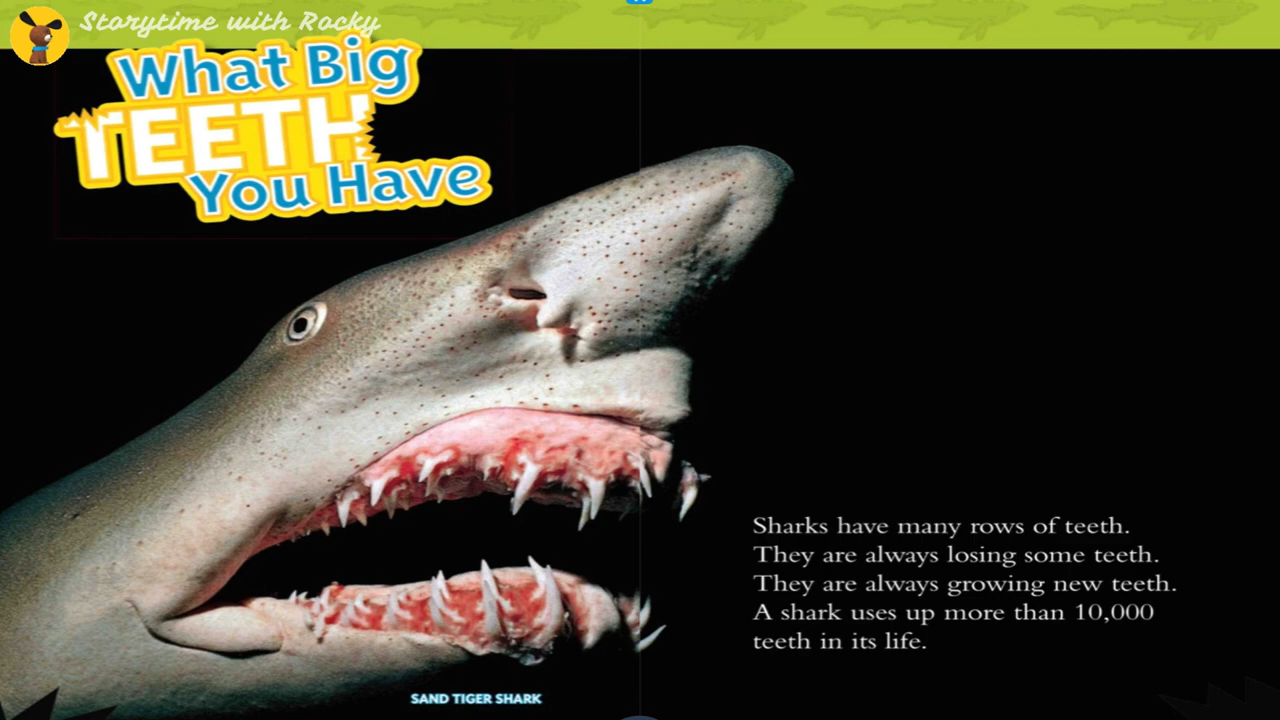 Storytime with Rocky
What Big
TEETH
You Have
Sharks have many rows of teeth.
They are always losing some teeth.
They are always growing new teeth.
A shark uses up more than 10,000
teeth in its life.
SAND TIGER SHARK